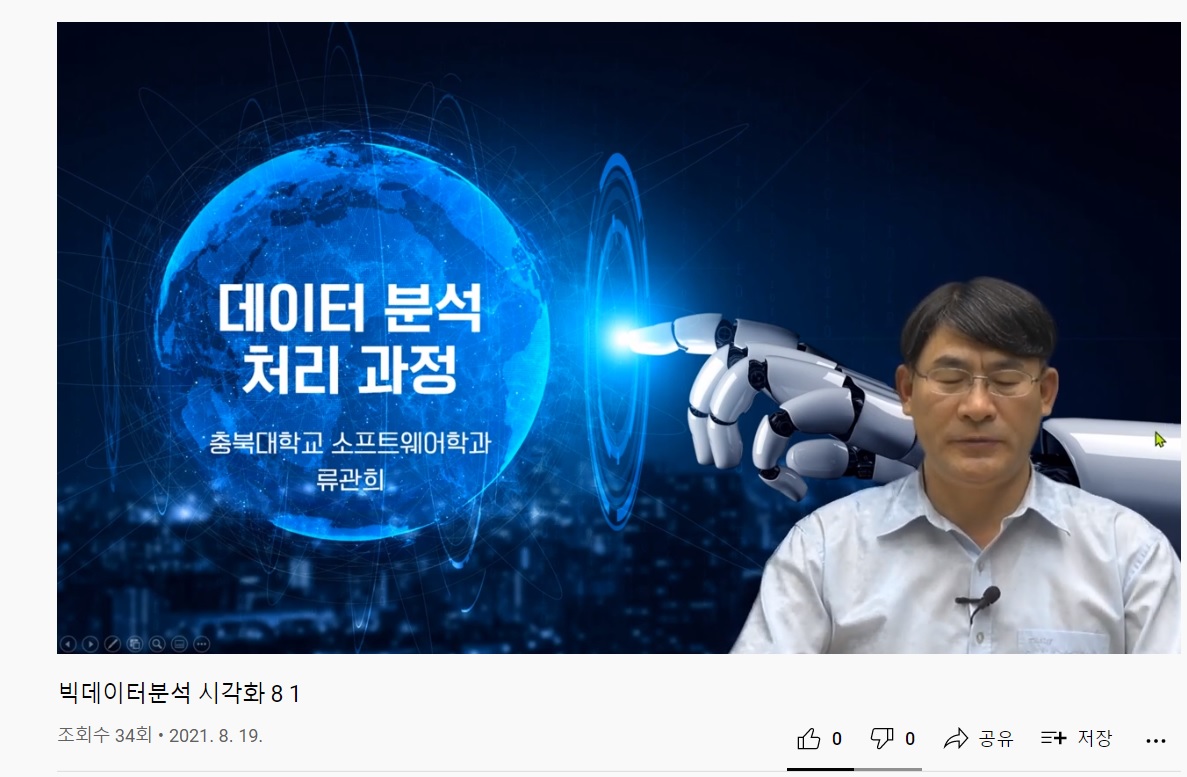 데이터 분석
처리 과정
충북대학교 소프트웨어학과
류관희
빅데이터분석 시각화 8 1
조회수 34회 • 2021. 8. 19.
0 0 공유 저장